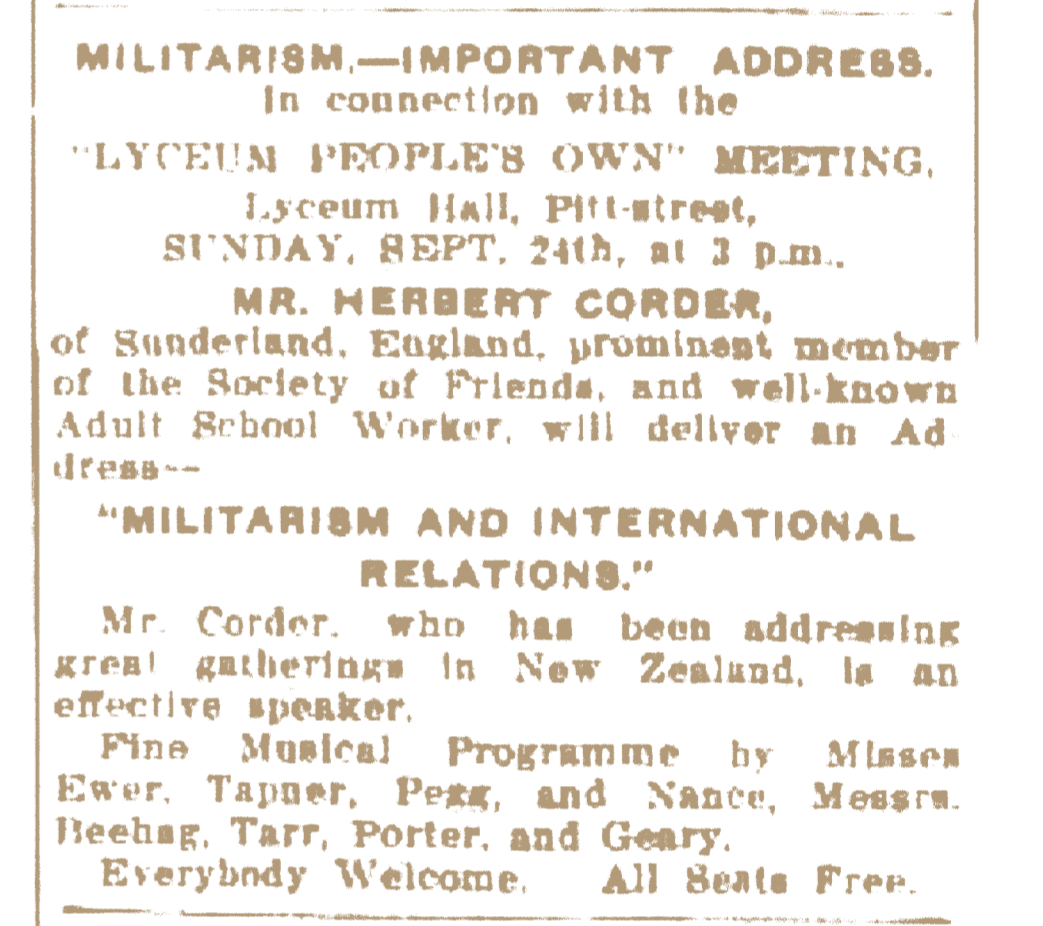 MILITARISM.—IMPORTANT ADDRESS.
In connection with the
"LYCEUM PEOPLE'S OWN" MEETING,
Lyceum Hall, Pitt-street,
SUNDAY, SEPT. 24th, at 3 p.m.,
MR. HERBERT CORDER,
of Sunderland, England, prominent member
of the Society of Friends, and well-known
Adult School Worker, will deliver an Ad
dress--
"MILITARISM AND INTERNATIONAL
RELATIONS."
Mr. Corder, who has been addressing
great gatherings in New Zealand, is an
effective speaker.
Fine Musical Programme by Misses
Ewer, Tapner, Pegg, and Nance, Messrs.
Beehag, Tarr, Porter, and Geary.
Everybody Welcome. All Seats Free.